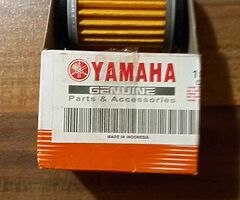 YAMAHA
GENUINE
Parts & Accessories
MADE IN INDONESIA